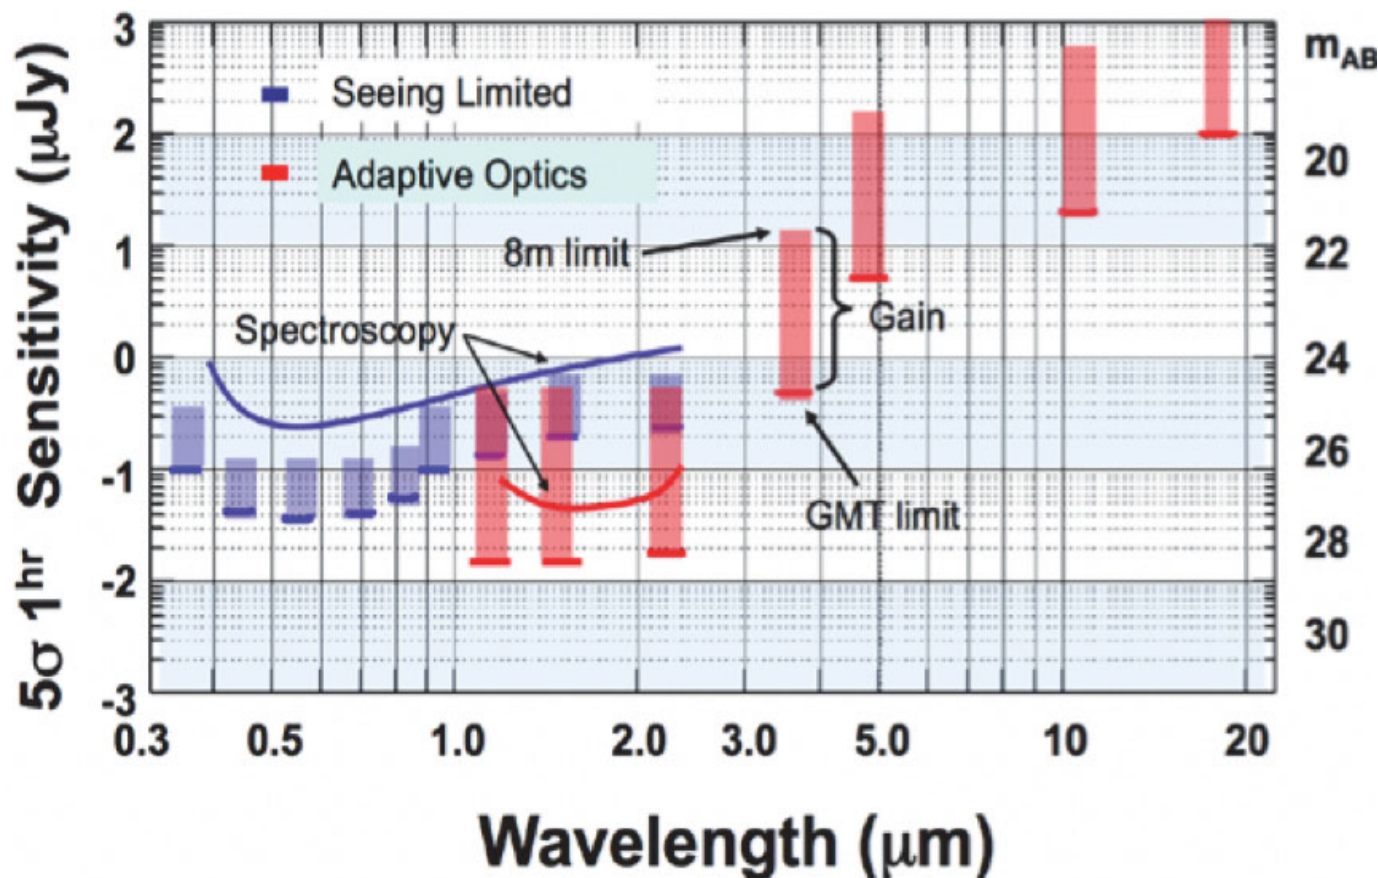 5σ 1hr Sensitivity (μJy)
3
2
1
0
-1
-2
-3
Seeing Limited
Adaptive Optics
8m limit
Gain
Spectroscopy
GMT limit
mAB
20
22
24
26
28
30
0.3 0.5 1.0 2.0 3.0 5.0 10 20
Wavelength (μm)